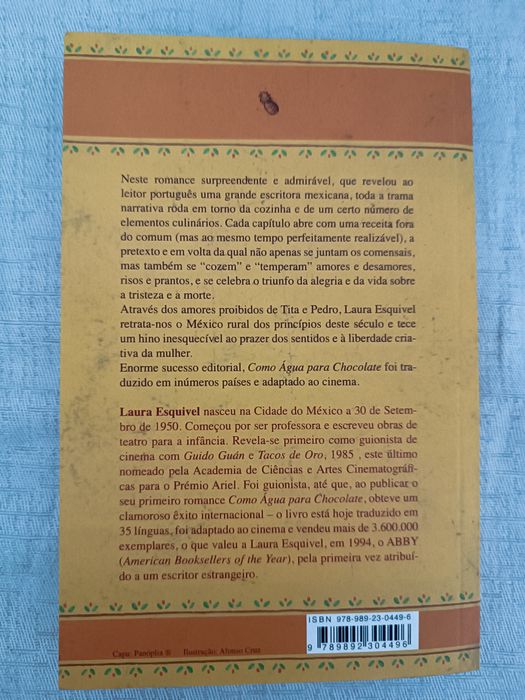 Neste romance surpreendente e admirável, que revelou ao
leitor português uma grande escritora mexicana, toda a trama
narrativa roda em torno da cozinha e de um certo número de
elementos culinários. Cada capítulo abre com uma receita fora
do comum (mas ao mesmo tempo perfeitamente realizável), a
pretexto e em volta da qual não apenas se juntam os comensais,
mas também se “cozem” e “temperam” amores e desamores,
risos e prantos, e se celebra o triunfo da alegria e da vida sobre
a tristeza e a morte.
Através dos amores proibidos de Tita e Pedro, Laura Esquivel
retrata-nos o México rural dos princípios deste século e tece
um hino inesquecível ao prazer dos sentidos e à liberdade cria-
tiva da mulher.
Enorme sucesso editorial, Como Água para Chocolate foi tra-
duzido em inúmeros países e adaptado ao cinema.
Laura Esquivel nasceu na Cidade do México a 30 de Setem-
bro de 1950. Começou por ser professora e escreveu obras de
teatro para a infância. Revela-se primeiro como guionista de
cinema com Guido Guán e Tacos de Oro, 1985 , este último
nomeado pela Academia de Ciências e Artes Cinematográfi-
cas para o Prémio Ariel. Foi guionista, até que, ao publicar o
seu primeiro romance Como Água para Chocolate, obteve um
clamoroso êxito internacional – o livro está hoje traduzido em
35 línguas, foi adaptado ao cinema e vendeu mais de 3.600.000
exemplares, o que valeu a Laura Esquivel, em 1994, o ABBY
(American Booksellers of the Year), pela primeira vez atribuí-
do a um escritor estrangeiro.
ISBN 978-989-23-0449-6
9 789892 304496
Capa: Panóplia ® Ilustração: Afonso Cruz